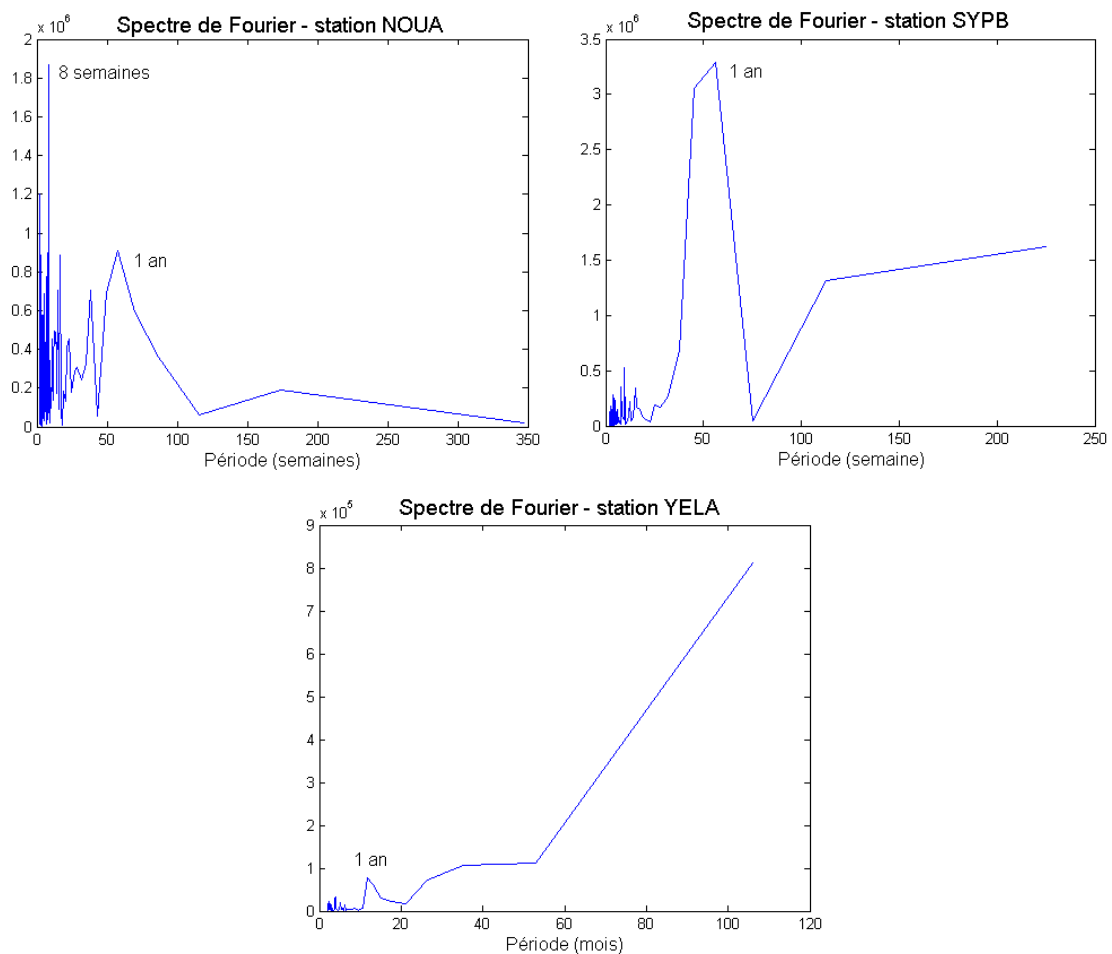 Spectre de Fourier - station NOUA
x 10^6
2
1.8
1.6
1.4
1.2
1
0.8
0.6
0.4
0.2
0
8 semaines
1 an
0 50 100 150 200 250 300 350
Période (semaines)
Spectre de Fourier - station SYPB
x 10^6
3.5
3
2.5
2
1.5
1
0.5
0
1 an
0 50 100 150 200 250
Période (semaine)
Spectre de Fourier - station YELA
x 10^5
9
8
7
6
5
4
3
2
1
0
1 an
0 20 40 60 80 100 120
Période (mois)